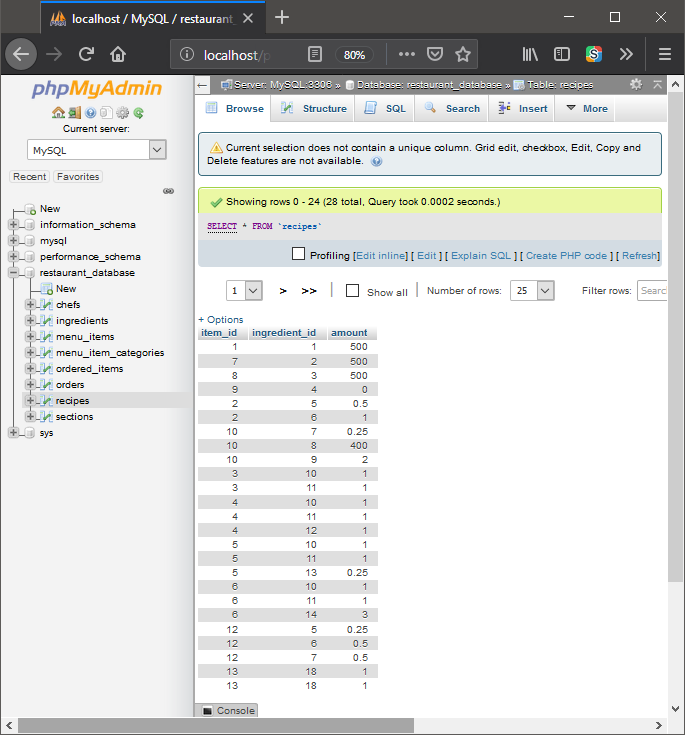 localhost / MySQL / restaurant_dat
localhost/p
80%
phpMyAdmin
Current server:
MySQL
Recent Favorites
New
information_schema
mysql
performance_schema
restaurant_database
New
chefs
ingredients
menu_items
menu_item_categories
ordered_items
orders
recipes
sections
sys
Server: MySQL:3306 » Database: restaurant_database » Table: recipes
Browse Structure SQL Search Insert More
Current selection does not contain a unique column. Grid edit, checkbox, Edit, Copy and
Delete features are not available.
Showing rows 0 - 24 (28 total, Query took 0.0002 seconds.)
SELECT * FROM `recipes`
Profiling [Edit inline] [ Edit ] [ Explain SQL ] [ Create PHP code ] [ Refresh]
1 > >> | Show all | Number of rows: 25 Filter rows: Searc
+ Options
item_id ingredient_id amount
1 1 500
7 2 500
8 3 500
9 4 0
2 5 0.5
2 6 1
10 7 0.25
10 8 400
10 9 2
3 10 1
3 11 1
4 10 1
4 11 1
4 12 1
5 10 1
5 11 1
5 13 0.25
6 10 1
6 11 1
6 14 3
12 5 0.25
12 6 0.5
12 7 0.5
13 18 1
13 18 1
Console